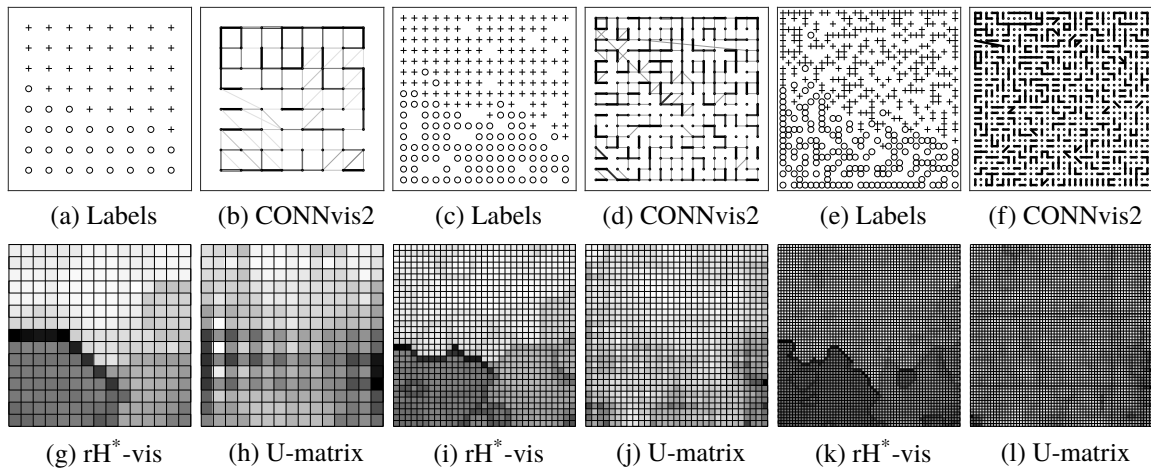 (a) Labels (b) CONNvis2 (c) Labels (d) CONNvis2 (e) Labels (f) CONNvis2
(g) rH*-vis (h) U-matrix (i) rH*-vis (j) U-matrix (k) rH*-vis (l) U-matrix